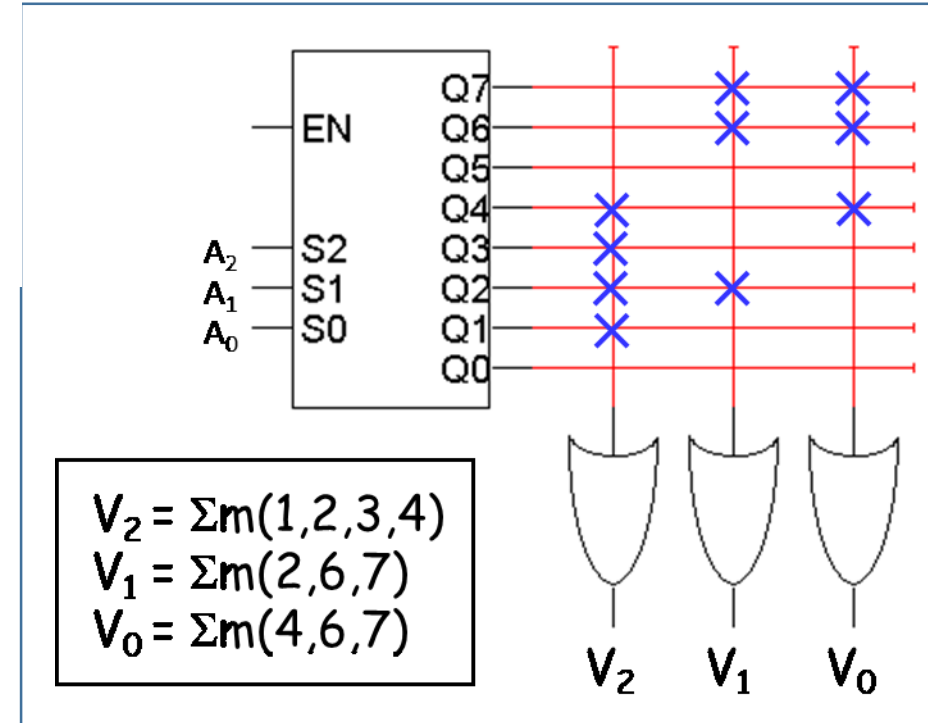 Q7
EN Q6
Q5
Q4
A₂ S2 Q3
A₁ S1 Q2
A₀ S0 Q1
Q0
V₂ = Σm(1,2,3,4)
V₁ = Σm(2,6,7)
V₀ = Σm(4,6,7)
V₂ V₁ V₀